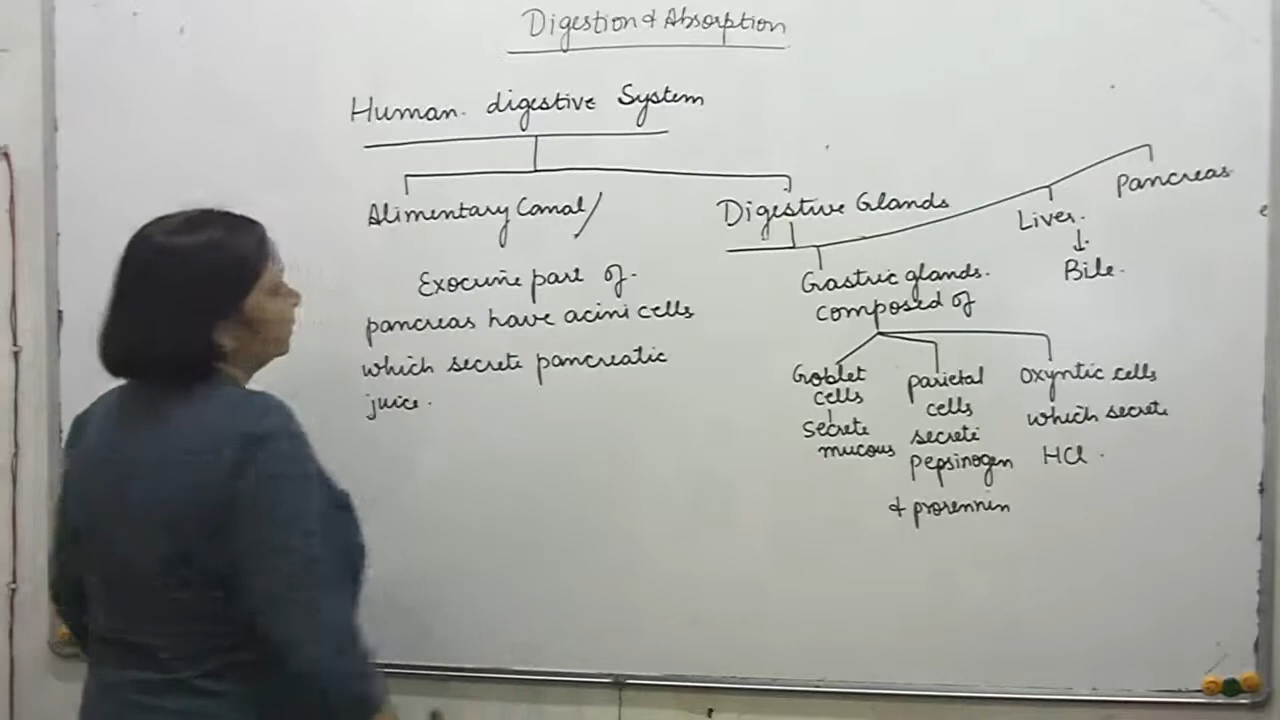 Digestion & Absorption
Human. digestive System
Alimentary Canal/
Digestive Glands
Liver.
Pancreas
↓
Bile.
Exocrine part of.
pancreas have acini cells
which secrete pancreatic
juice.
Gastric glands.
composed of
Goblet
cells
secrete
mucous
parietal
cells
secrete
pepsinogen
& prorennin
oxyntic cells
which secrete
HCl.